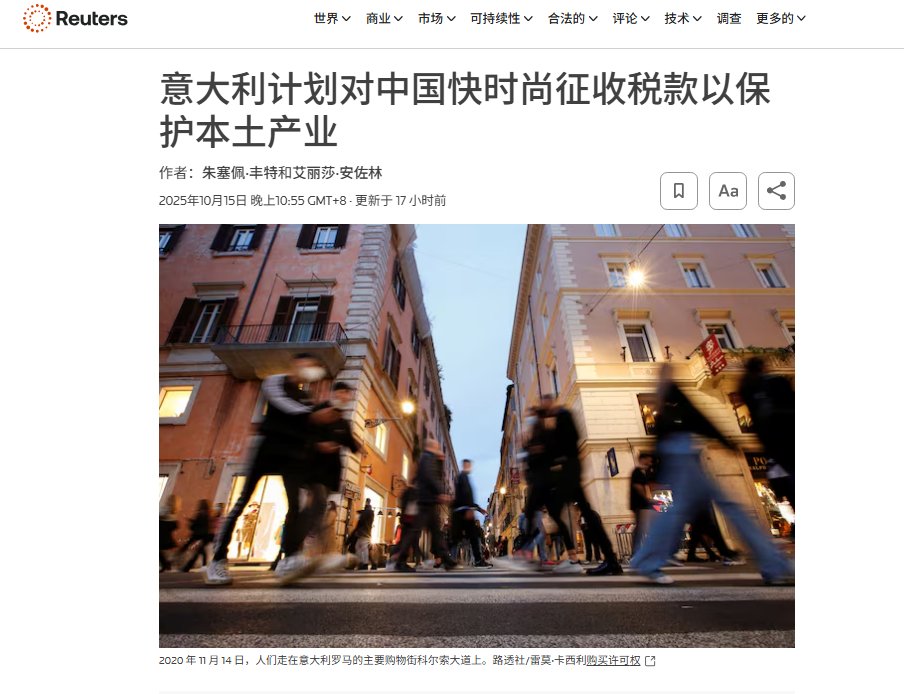 Reuters
世界 商业 市场 可持续性 合法的 评论 技术 调查 更多的
意大利计划对中国快时尚征收税款以保
护本土产业
作者：朱塞佩·丰特和艾丽莎·安佐林
2025年10月15日 晚上10:55 GMT+8 · 更新于 17 小时前
Aa
2020 年 11 月 14 日，人们走在意大利罗马的主要购物街科尔索大道上。路透社/雷莫·卡西利购买许可权